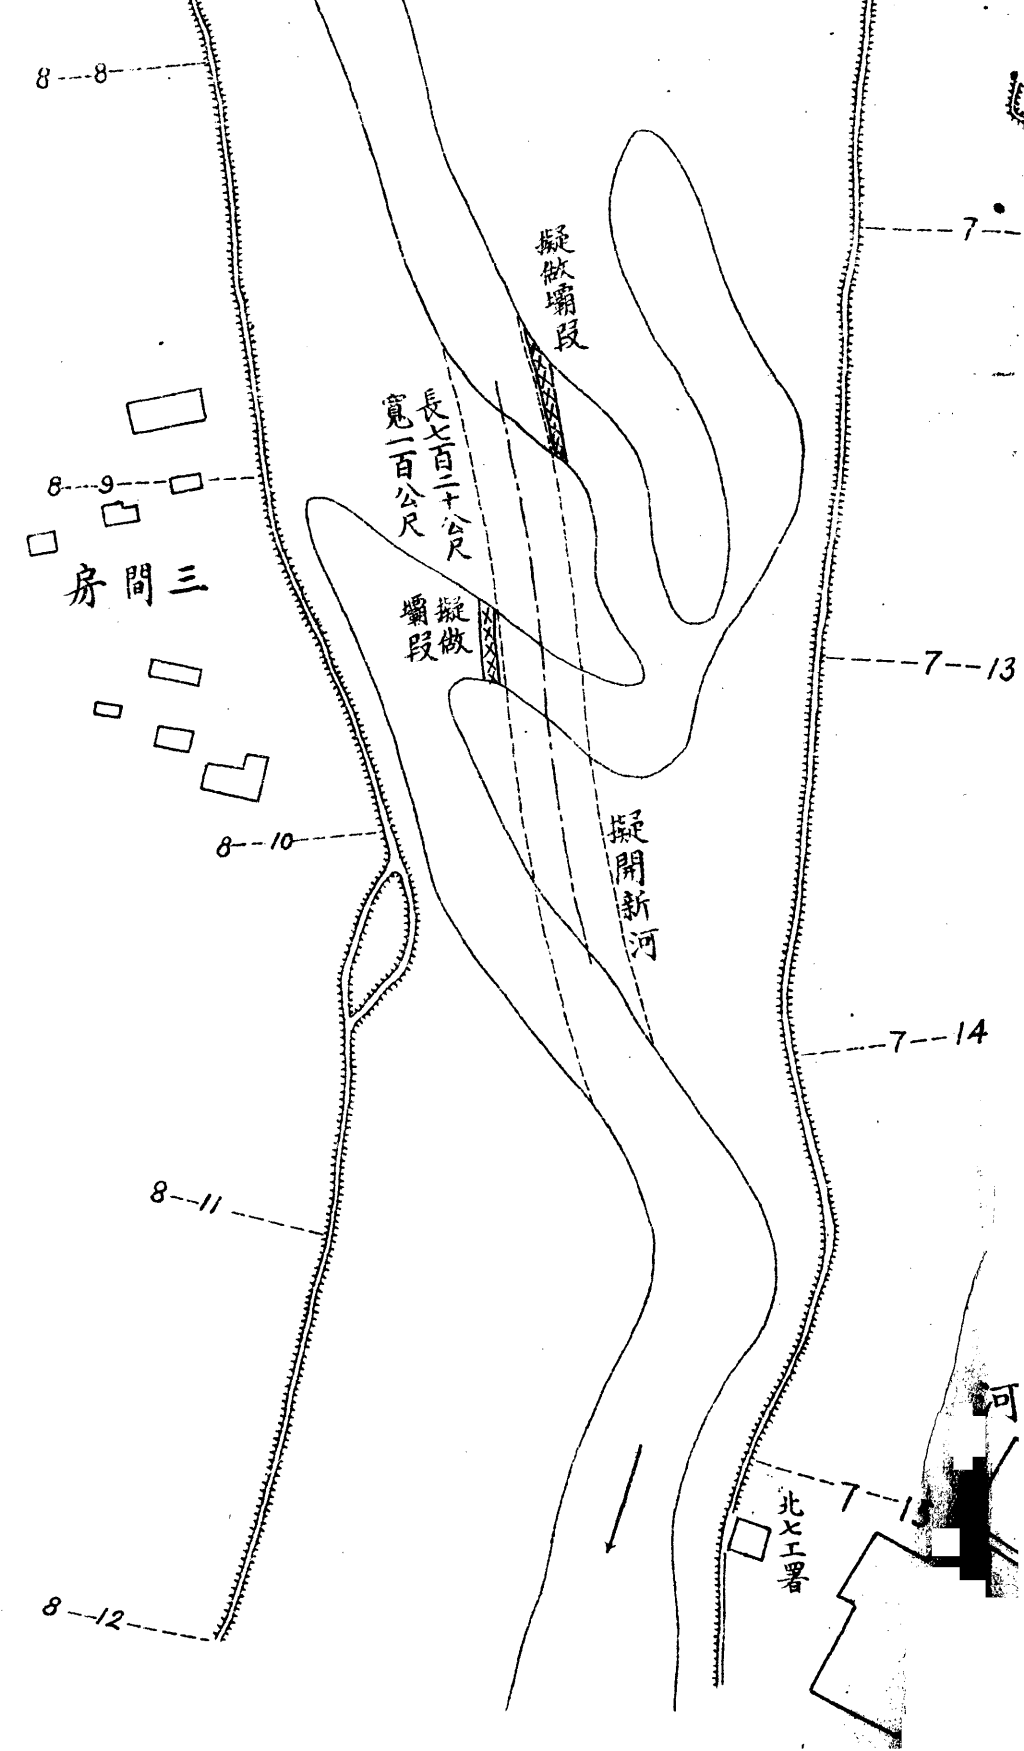 8---8
7
擬做壩段
長七百二十公尺
寬一百公尺
8---9
三間房
擬做
壩段
7---13
擬開新河
8---10
7---14
8---11
河
7---15
北七工署
8---12